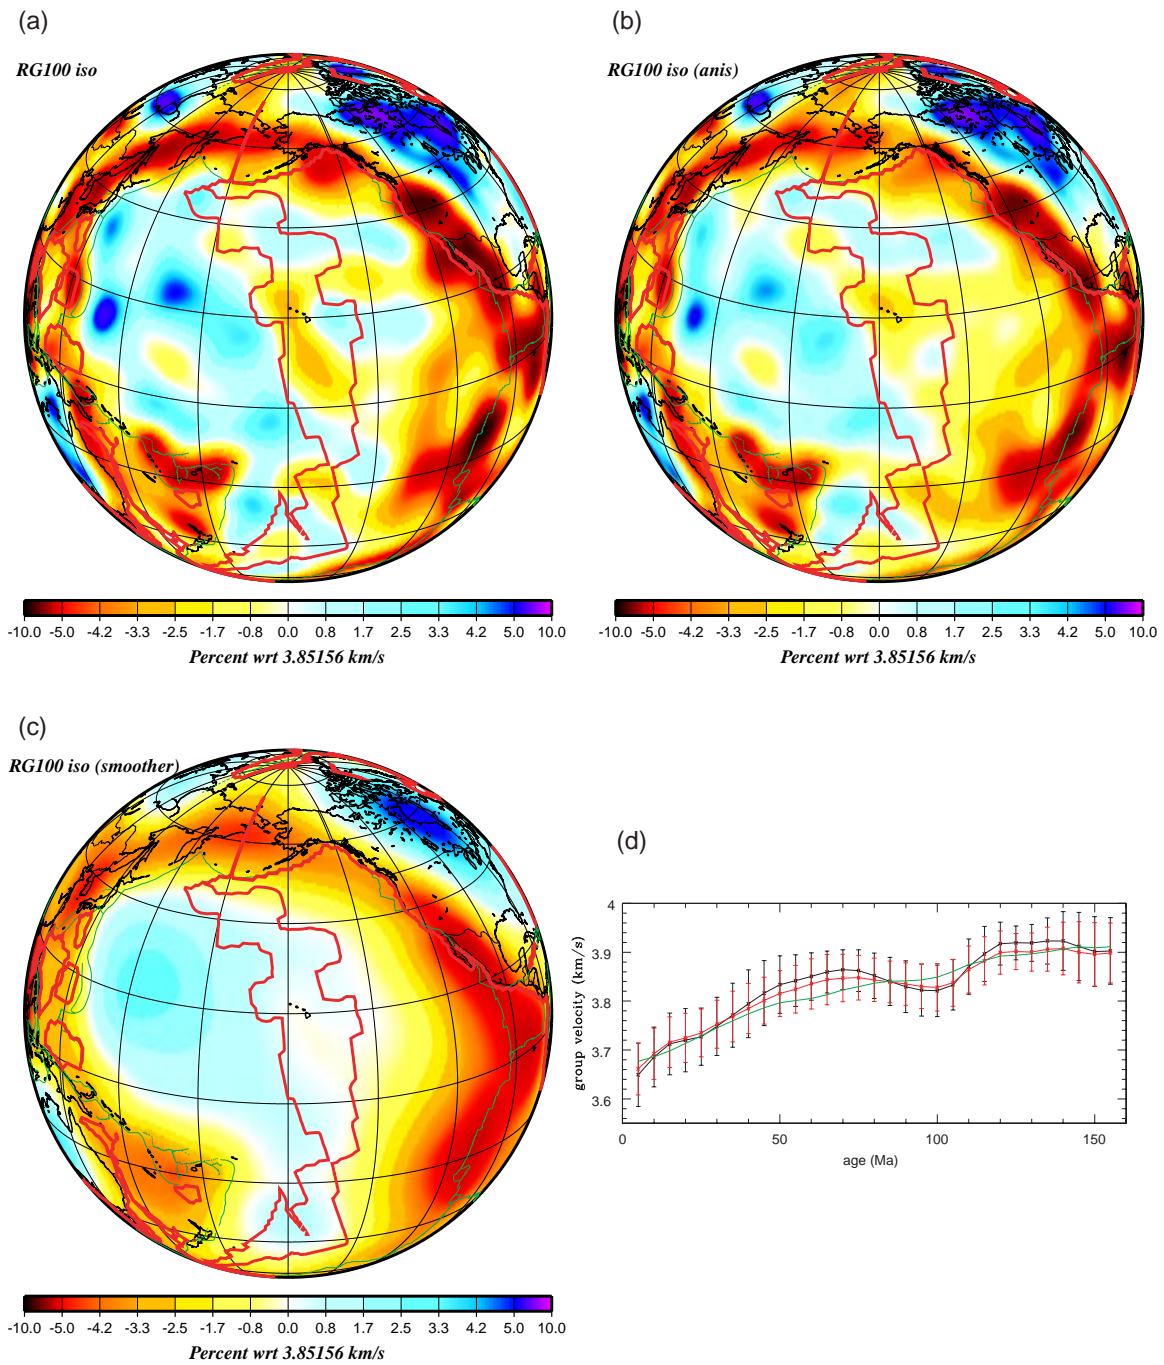 (a)
(b)
RG100 iso
RG100 iso (anis)
-10.0 -5.0 -4.2 -3.3 -2.5 -1.7 -0.8 0.0 0.8 1.7 2.5 3.3 4.2 5.0 10.0
-10.0 -5.0 -4.2 -3.3 -2.5 -1.7 -0.8 0.0 0.8 1.7 2.5 3.3 4.2 5.0 10.0
Percent wrt 3.85156 km/s
Percent wrt 3.85156 km/s
(c)
RG100 iso (smoother)
(d)
4
3.9
3.8
3.7
3.6
group velocity (km/s)
0 50 100 150
age (Ma)
-10.0 -5.0 -4.2 -3.3 -2.5 -1.7 -0.8 0.0 0.8 1.7 2.5 3.3 4.2 5.0 10.0
Percent wrt 3.85156 km/s